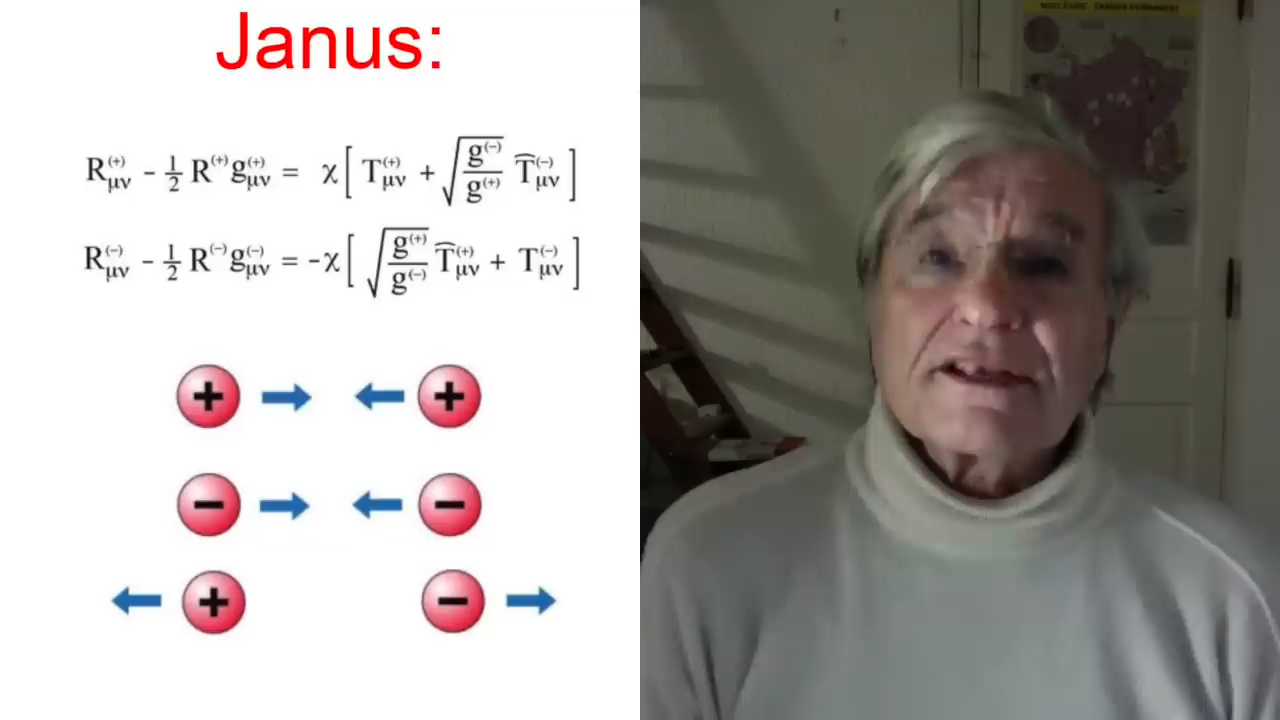 Janus:
R⁽⁺⁾μν - 1/2 R⁽⁺⁾g⁽⁺⁾μν = χ[ T⁽⁺⁾μν + √(g⁽⁻⁾/g⁽⁺⁾) T̂⁽⁻⁾μν ]
R⁽⁻⁾μν - 1/2 R⁽⁻⁾g⁽⁻⁾μν = -χ[ √(g⁽⁺⁾/g⁽⁻⁾) T̂⁽⁺⁾μν + T⁽⁻⁾μν ]
+ +
− −
+ −